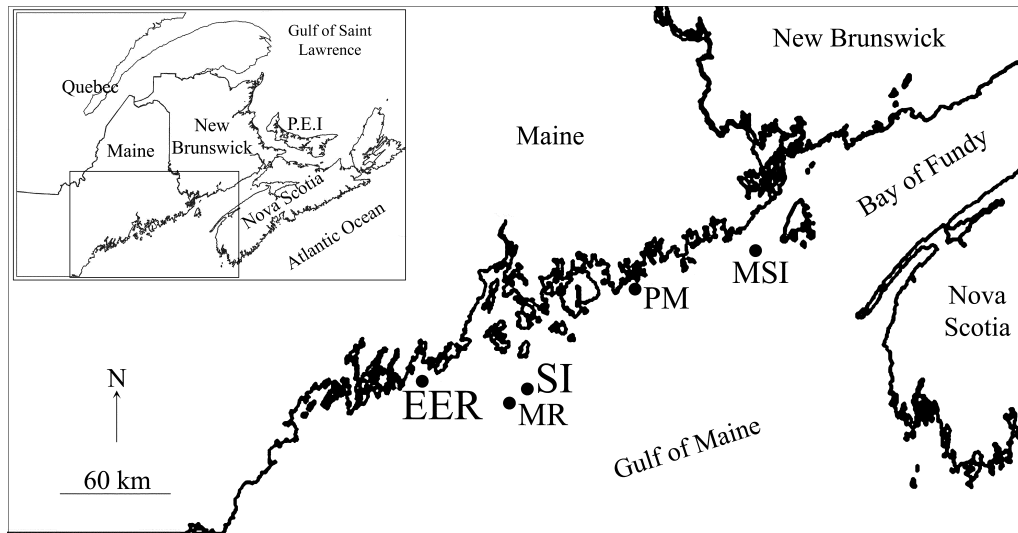 Gulf of Saint
Lawrence
Quebec
New
Brunswick
P.E.I
Maine
Nova Scotia
Atlantic Ocean
New Brunswick
Maine
Bay of Fundy
MSI
PM
Nova
Scotia
SI
EER
MR
N
Gulf of Maine
60 km